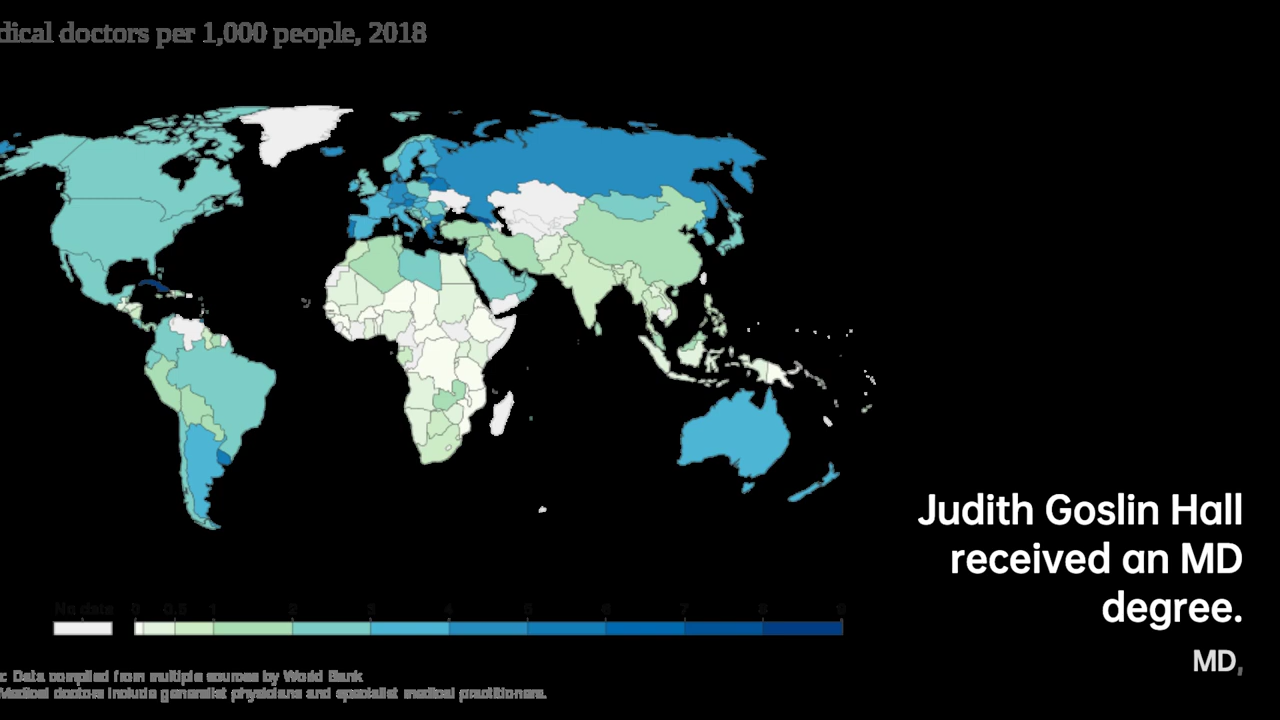 dical doctors per 1,000 people, 2018
Judith Goslin Hall
received an MD
degree.
MD,
No data 0 0.5 1 2 3 4 5 6 7 8 9
: Data compiled from multiple sources by World Bank
Medical doctors include generalist physicians and specialist medical practitioners.